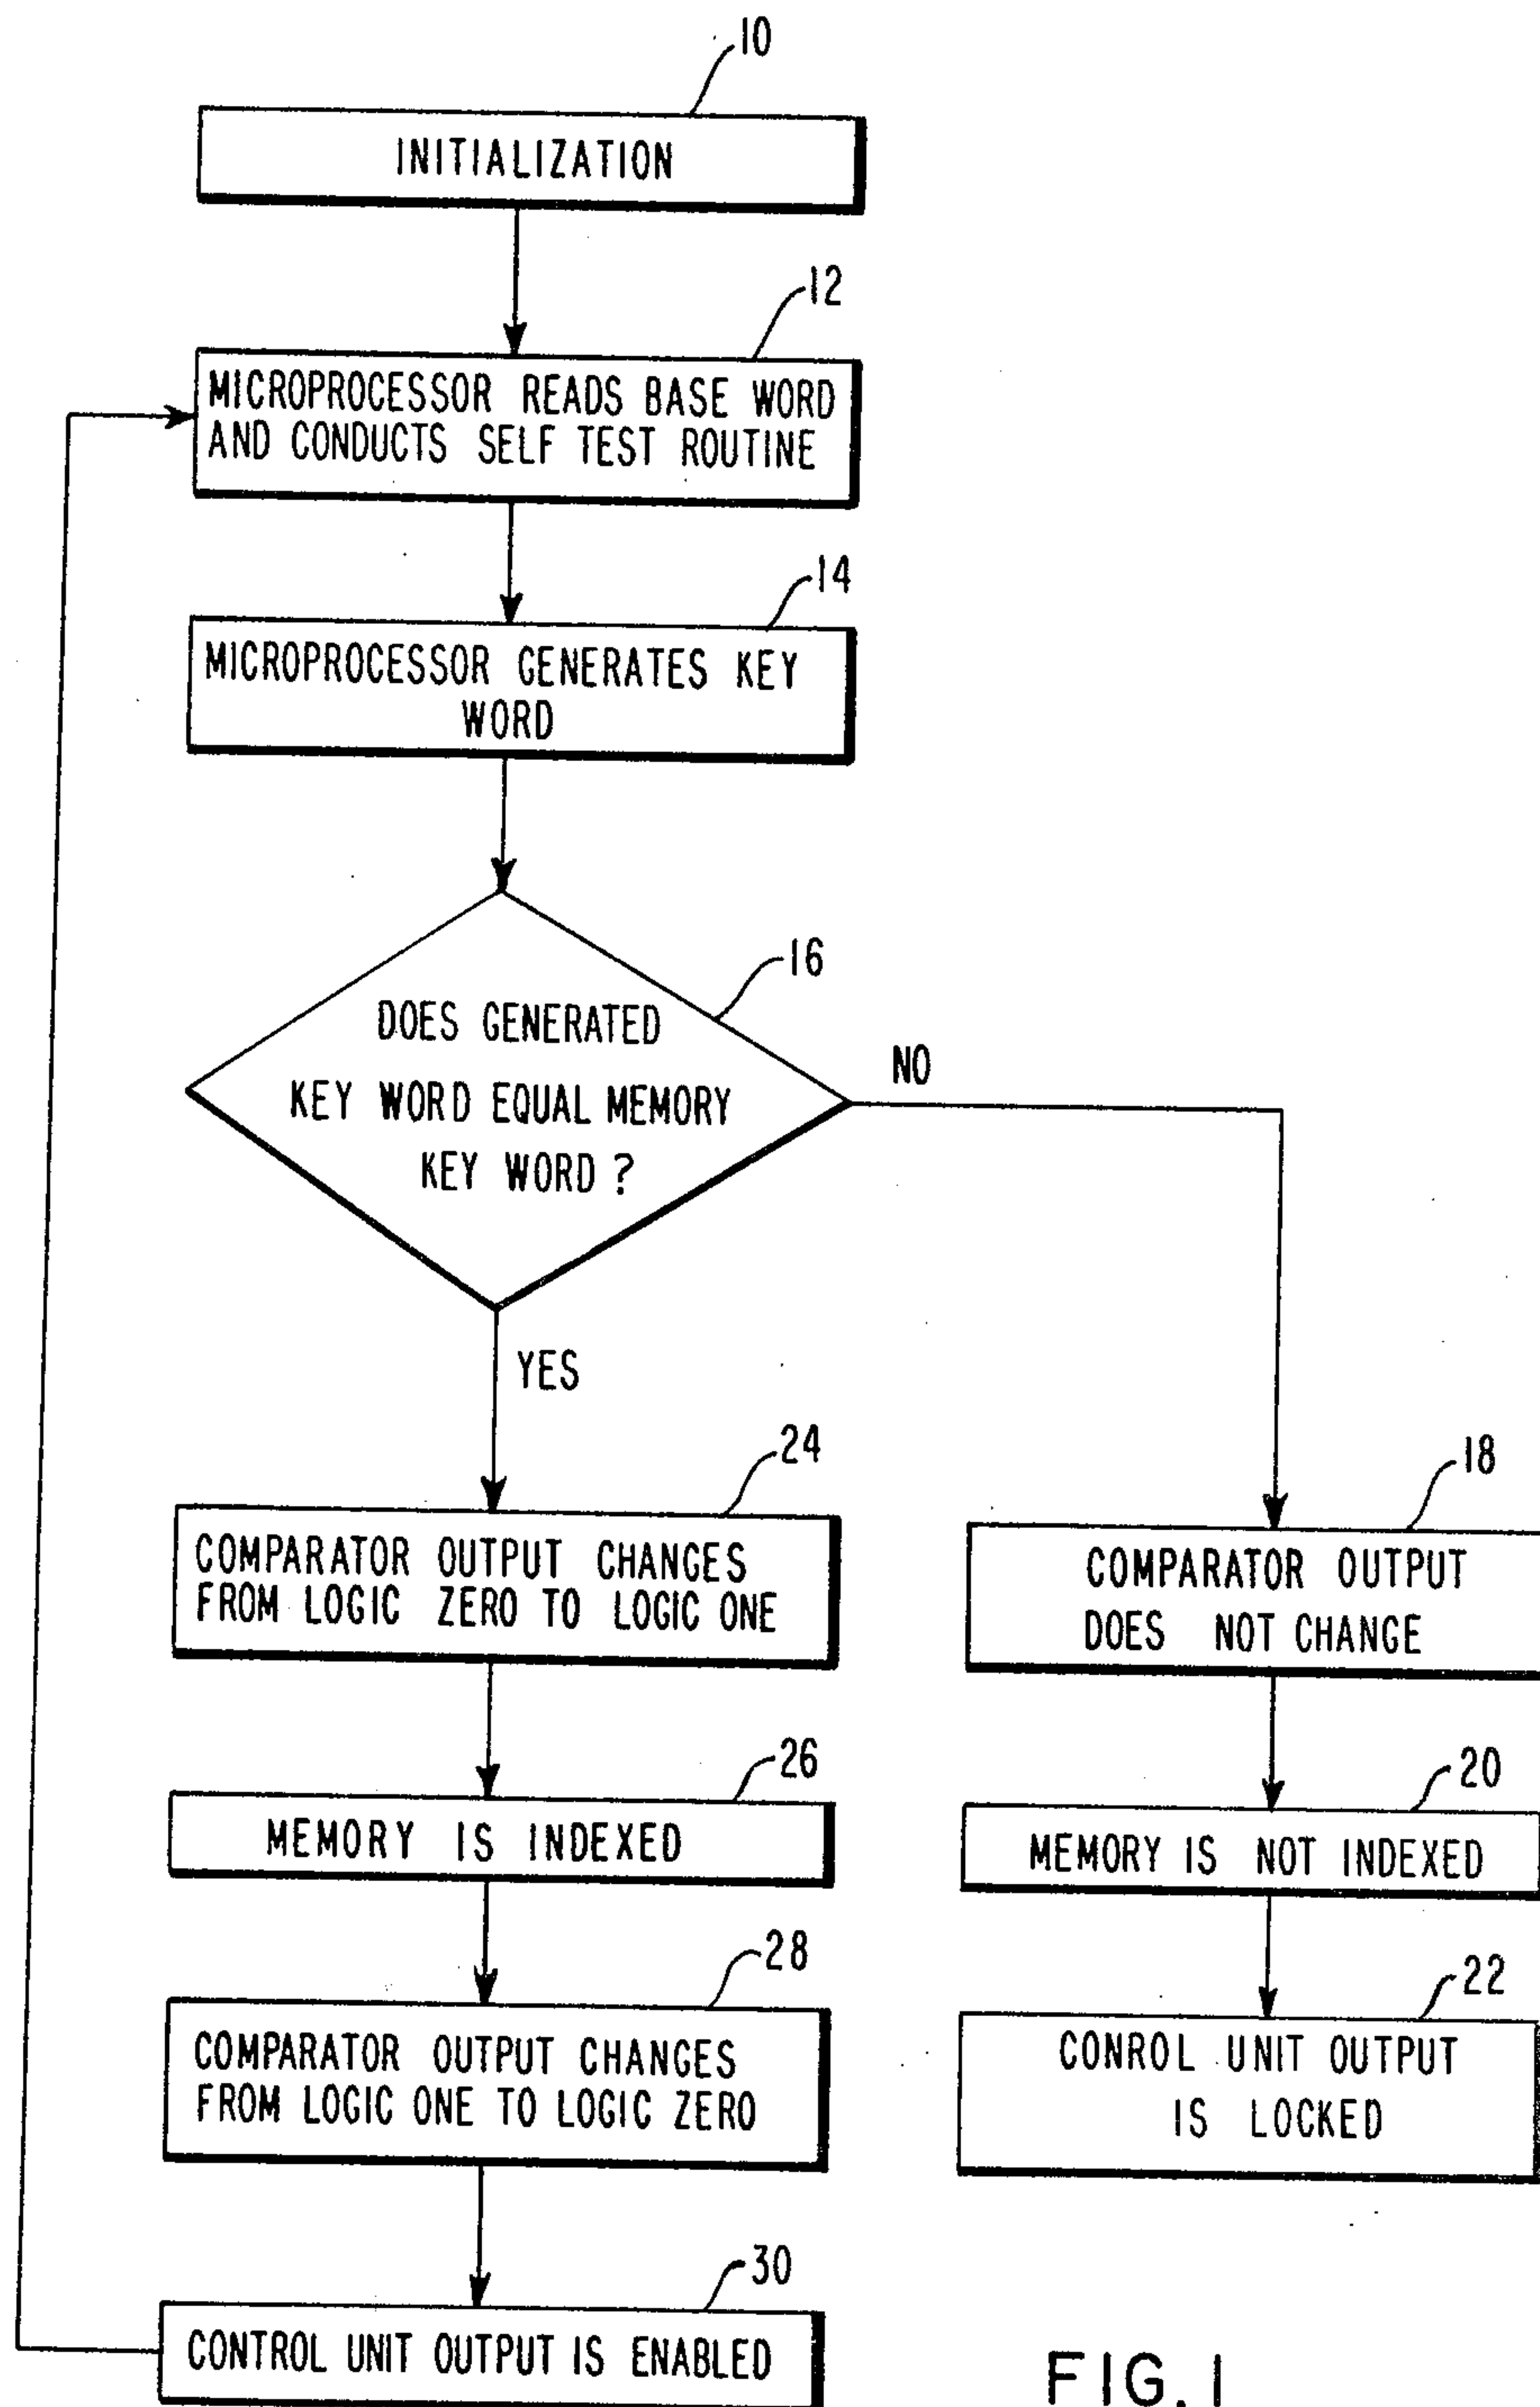 10
INITIALIZATION
12
MICROPROCESSOR READS BASE WORD
AND CONDUCTS SELF TEST ROUTINE
14
MICROPROCESSOR GENERATES KEY
WORD
16
DOES GENERATED
KEY WORD EQUAL MEMORY
KEY WORD ?
NO
YES
24
COMPARATOR OUTPUT CHANGES
FROM LOGIC ZERO TO LOGIC ONE
18
COMPARATOR OUTPUT
DOES NOT CHANGE
26
MEMORY IS INDEXED
20
MEMORY IS NOT INDEXED
28
COMPARATOR OUTPUT CHANGES
FROM LOGIC ONE TO LOGIC ZERO
22
CONROL UNIT OUTPUT
IS LOCKED
30
CONTROL UNIT OUTPUT IS ENABLED
FIG. 1